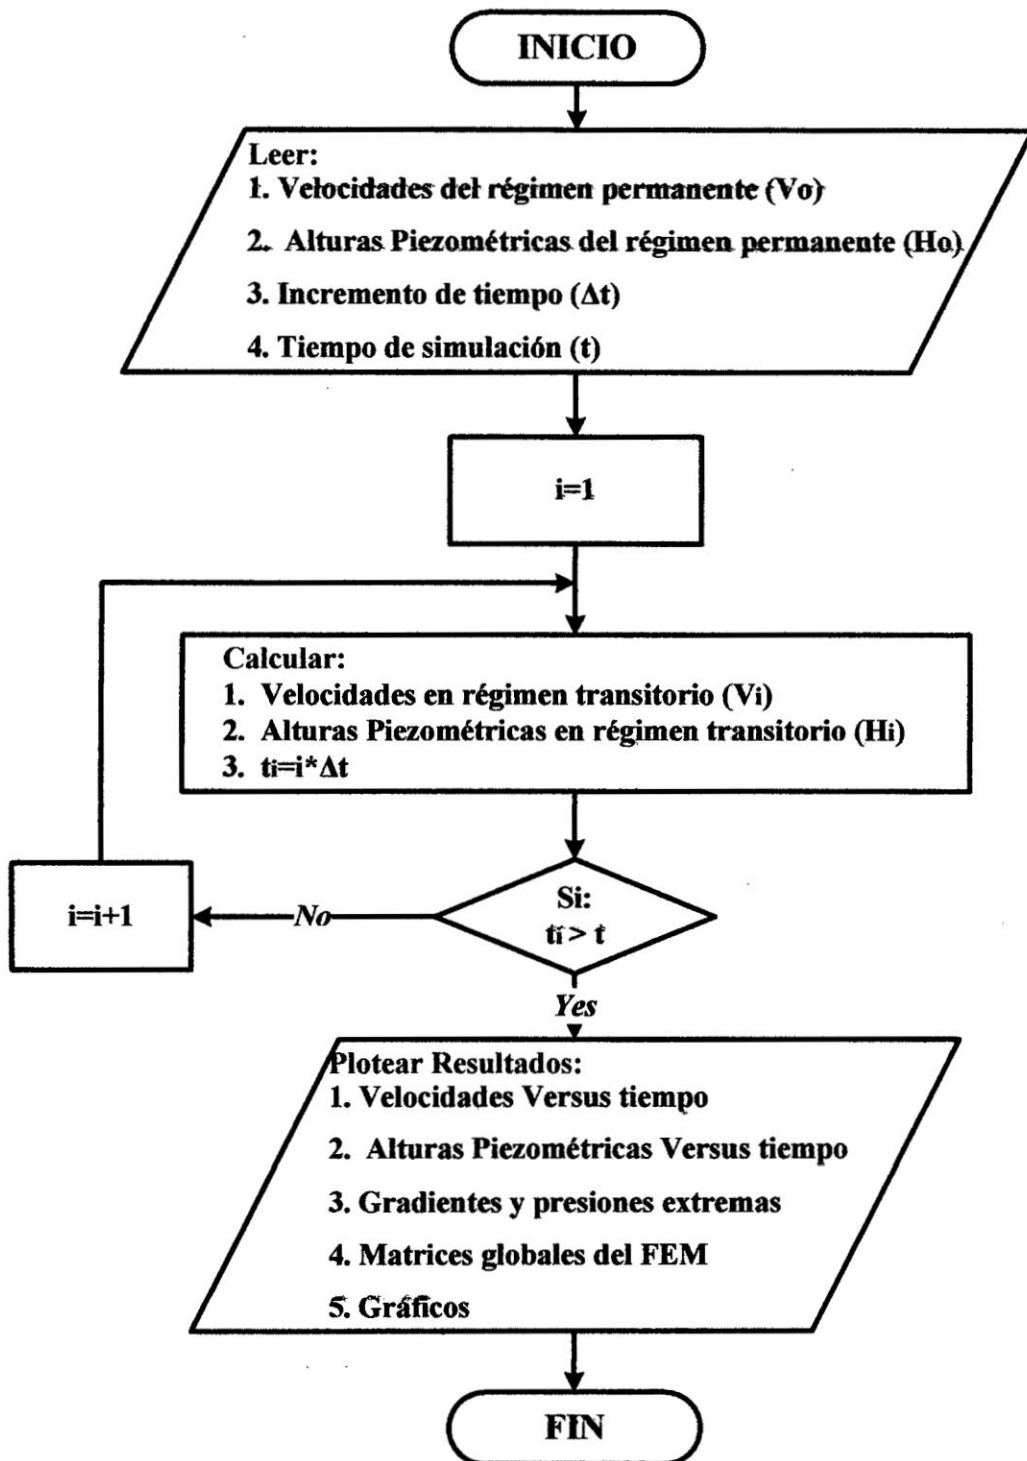 INICIO
Leer:
1. Velocidades del régimen permanente (Vo)
2. Alturas Piezométricas del régimen permanente (Ho)
3. Incremento de tiempo (Δt)
4. Tiempo de simulación (t)
i=1
Calcular:
1. Velocidades en régimen transitorio (Vi)
2. Alturas Piezométricas en régimen transitorio (Hi)
3. ti=i*Δt
Si:
ti > t
No
i=i+1
Yes
Plotear Resultados:
1. Velocidades Versus tiempo
2. Alturas Piezométricas Versus tiempo
3. Gradientes y presiones extremas
4. Matrices globales del FEM
5. Gráficos
FIN